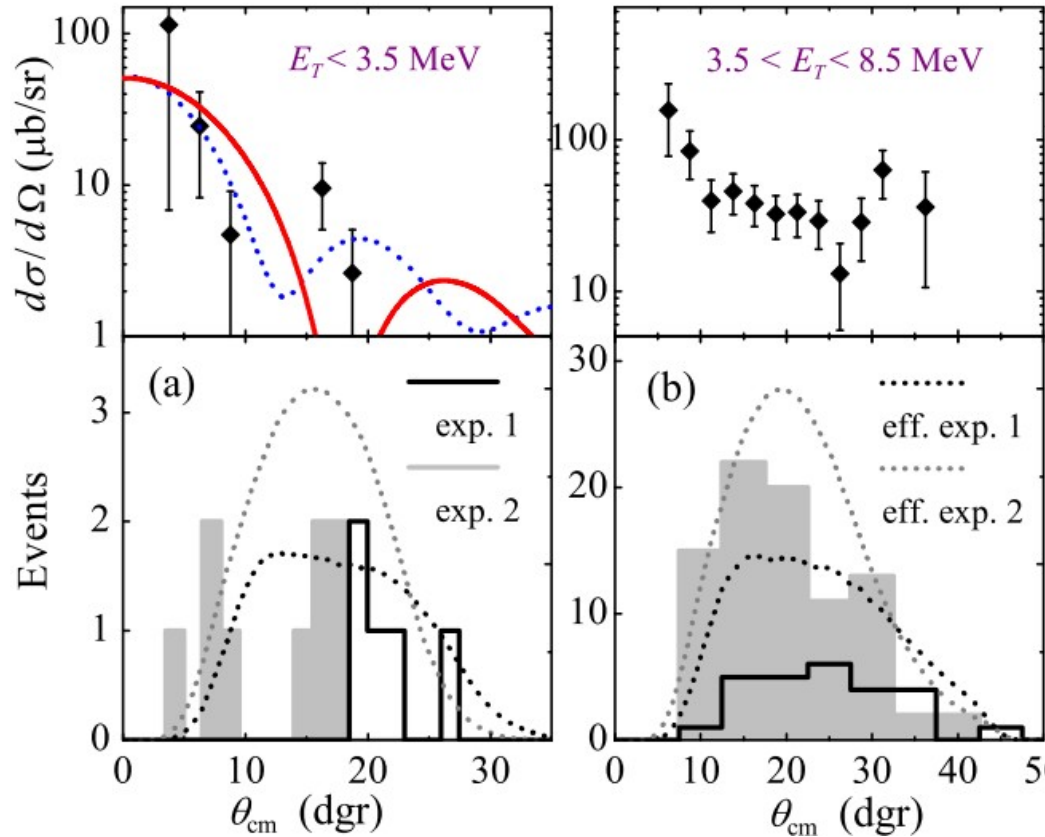 dσ/dΩ (μb/sr)
100
10
1
E_T < 3.5 MeV
100
10
3.5 < E_T < 8.5 MeV
Events
3
2
1
0
(a)
exp. 1
exp. 2
0 10 20 30
θ_cm (dgr)
30
20
10
0
(b)
eff. exp. 1
eff. exp. 2
0 10 20 30 40 50
θ_cm (dgr)